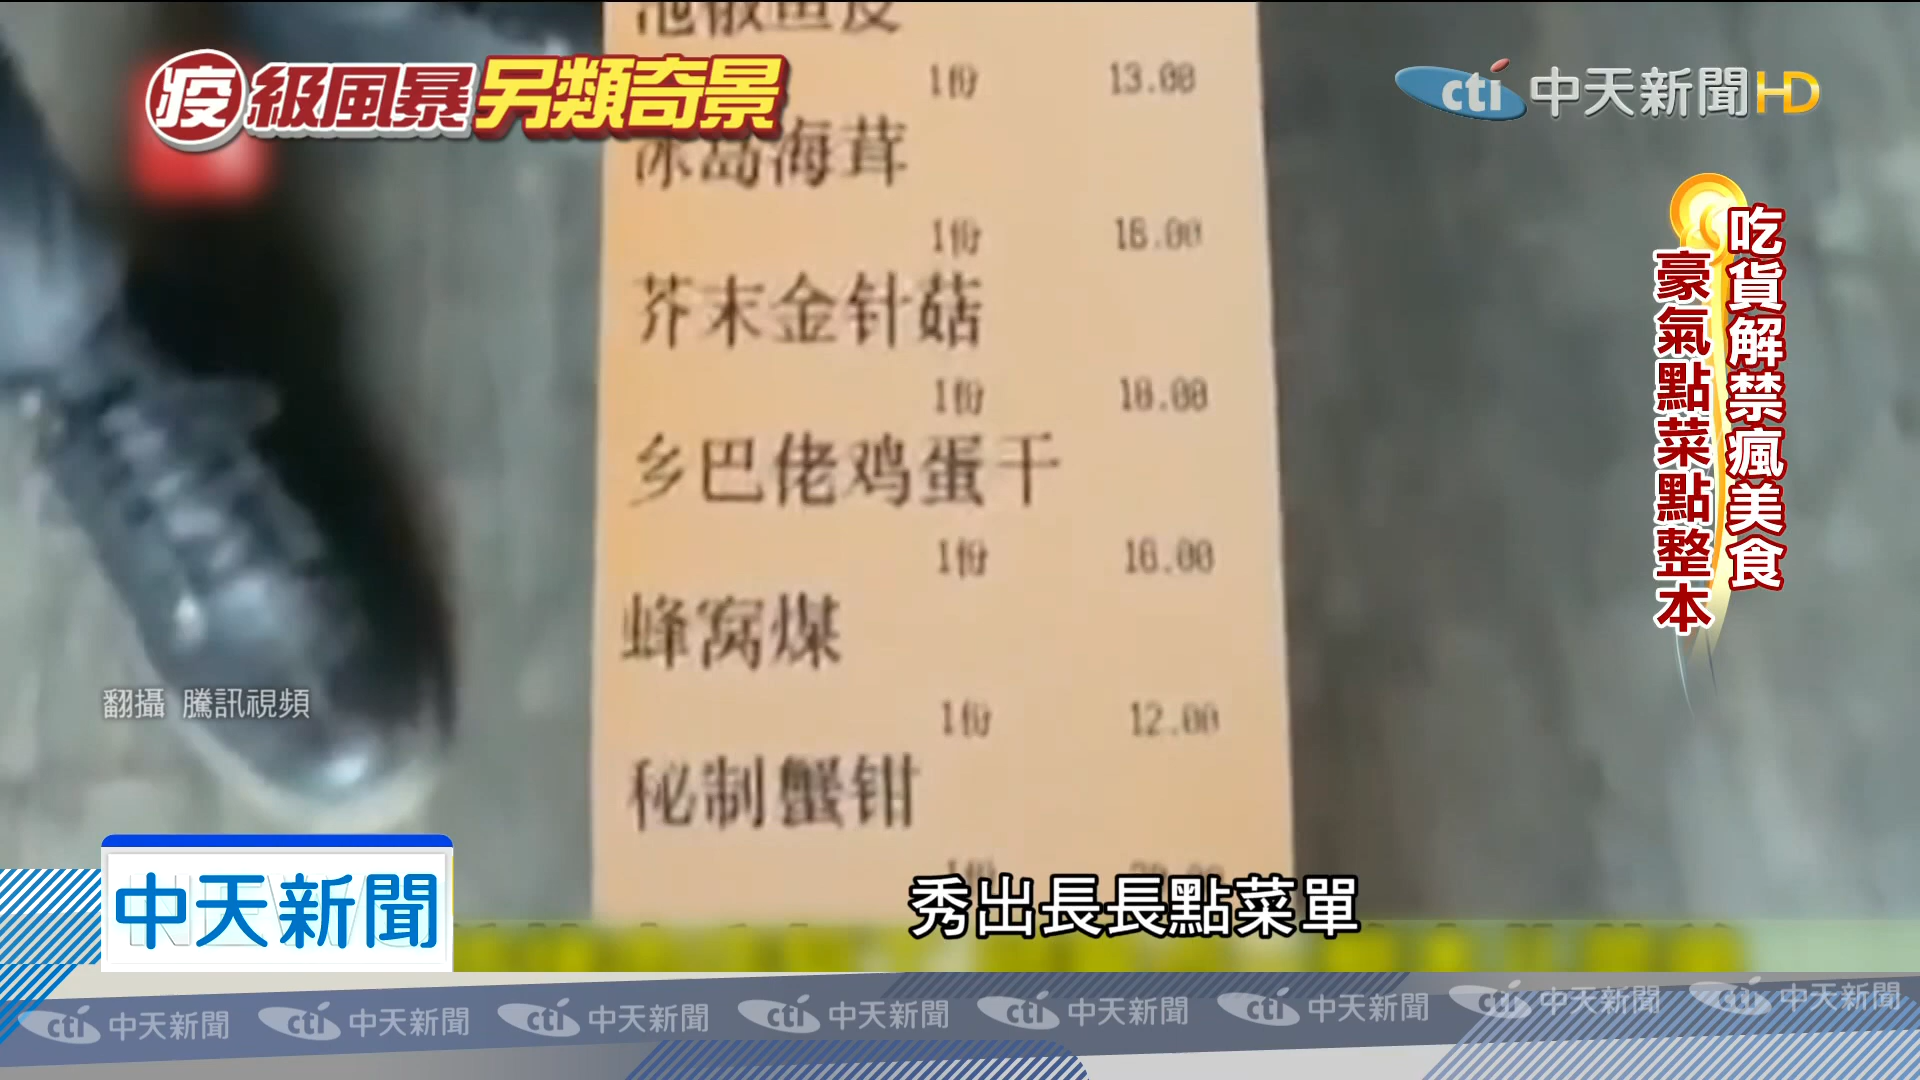 疫級風暴另類奇景
cti 中天新聞HD
吃貨解禁瘋美食
豪氣點菜點整本
1份 13.00
冰岛海茸
1份 16.00
芥末金针菇
1份 18.00
乡巴佬鸡蛋干
1份 16.00
蜂窝煤
1份 12.00
秘制蟹钳
1份
翻攝 騰訊視頻
秀出長長點菜單
中天新聞
cti 中天新聞 cti 中天新聞 cti 中天新聞 cti 中天新聞 cti 中天新聞 cti 中天新聞 cti 中天新聞 cti 中天新聞